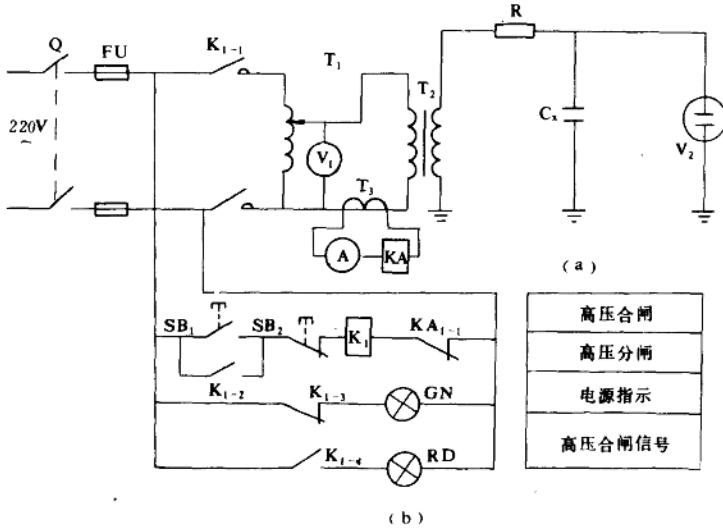 Q
FU
K₁₋₁
T₁
R
220V
~
V₁
T₂
Cₓ
V₂
T₃
A
KA
(a)
SB₁
SB₂
K₁
KA₁₋₁
K₁₋₂
K₁₋₃
GN
K₁₋₄
RD
高压合闸
高压分闸
电源指示
高压合闸信号
(b)